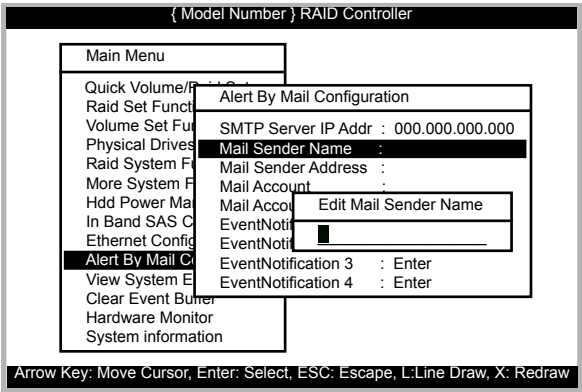 { Model Number } RAID Controller
Main Menu
Quick Volume/
Raid Set Functi
Volume Set Fu
Physical Drives
Raid System F
More System F
Hdd Power Ma
In Band SAS C
Ethernet Config
Alert By Mail C
View System E
Clear Event Buffer
Hardware Monitor
System information
Alert By Mail Configuration
SMTP Server IP Addr : 000.000.000.000
Mail Sender Name :
Mail Sender Address :
Mail Account :
Mail Accou
EventNotif
EventNotif
EventNotification 3 : Enter
EventNotification 4 : Enter
Edit Mail Sender Name
Arrow Key: Move Cursor, Enter: Select, ESC: Escape, L:Line Draw, X: Redraw